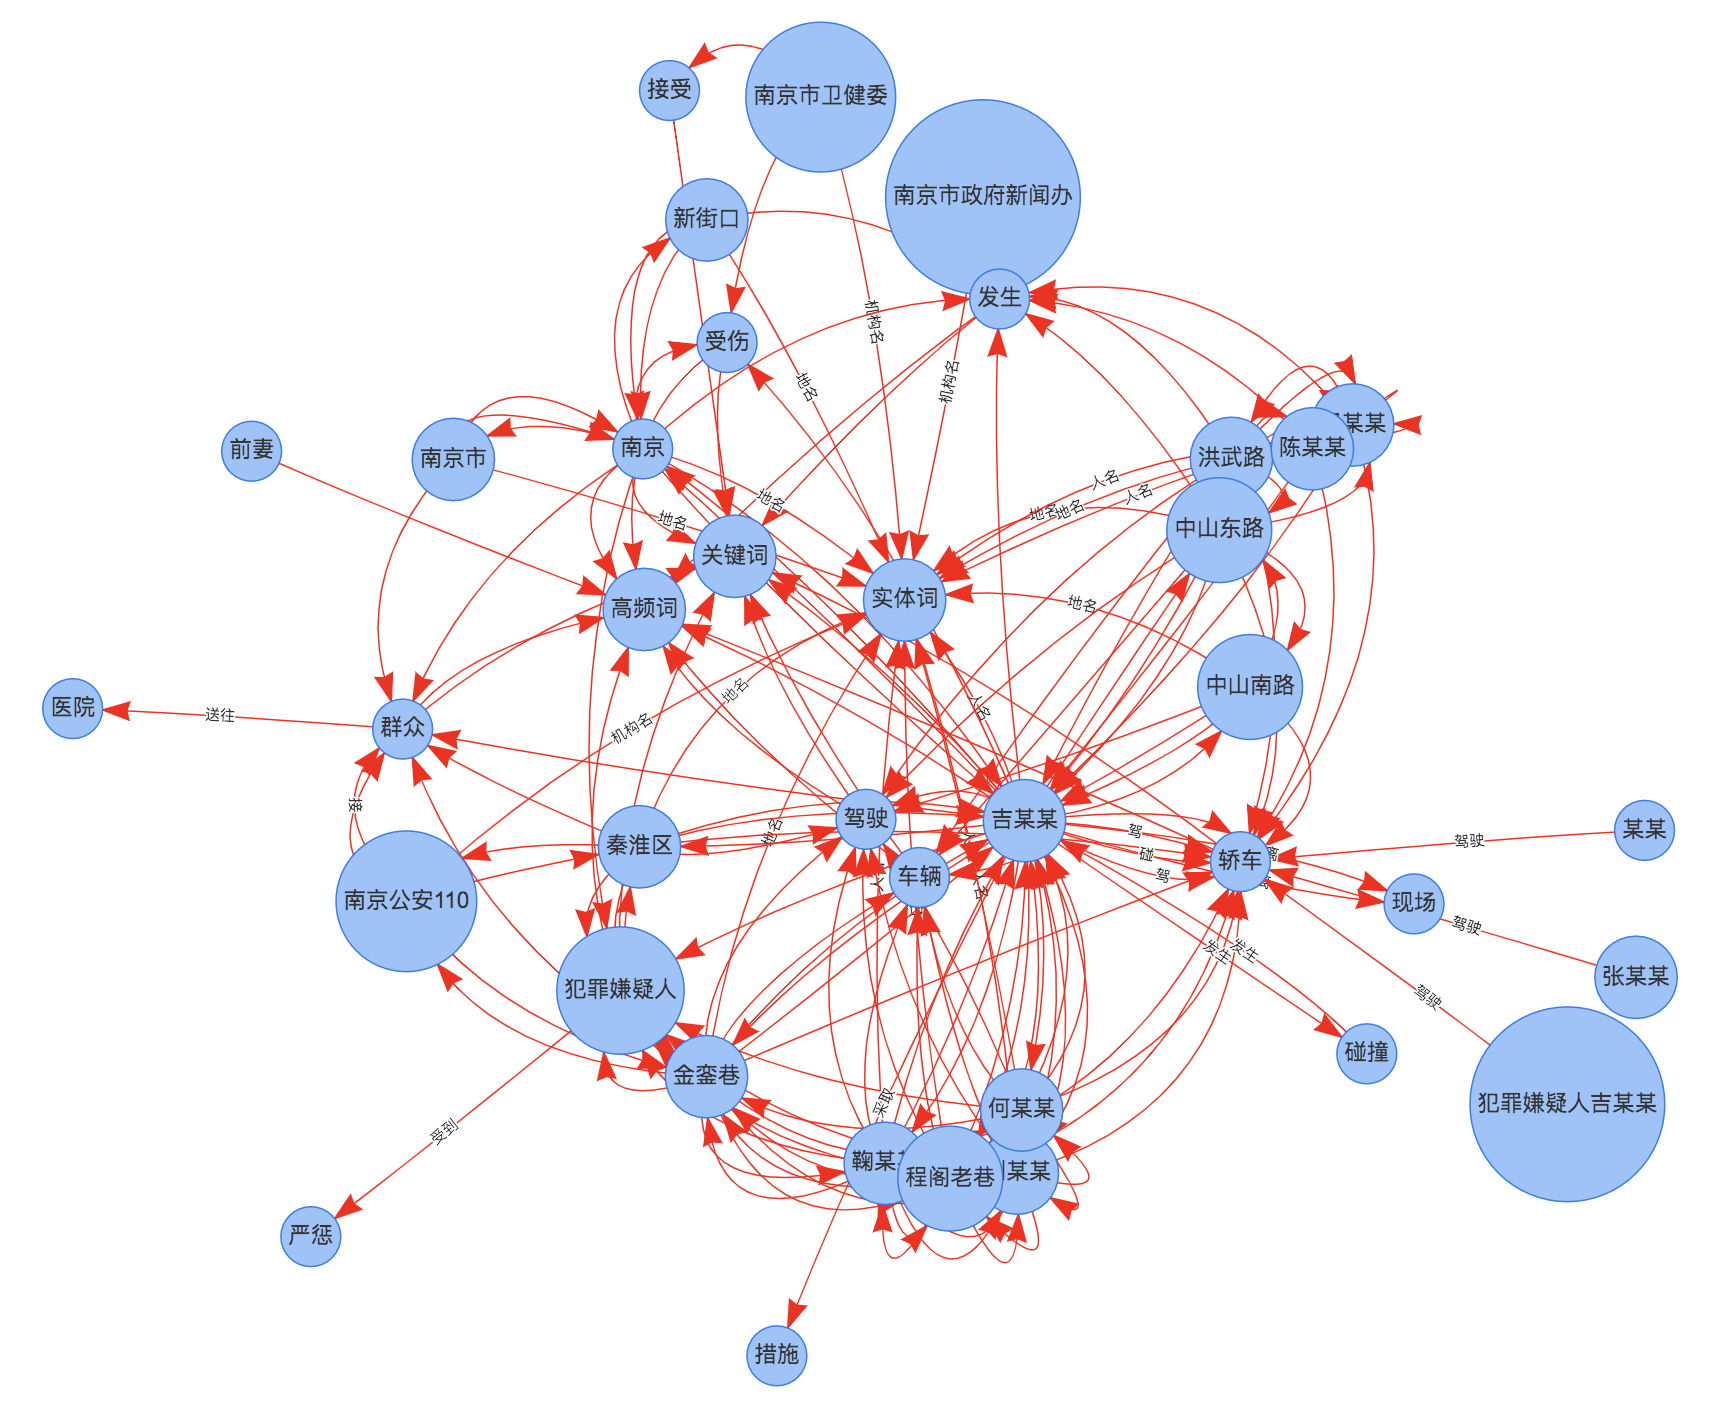 接受
南京市卫健委
南京市政府新闻办
新街口
发生
机构名
受伤
地名
机构名
某某
陈某某
洪武路
南京
南京市
前妻
人名
人名
地名
地名
地名
地名
中山东路
关键词
实体词
高频词
地名
中山南路
地名
人名
医院
送往
群众
机构名
接
驾驶
吉某某
驾
碰
驾
轿车
某某
驾驶
地名
秦淮区
车辆
人名
现场
驾驶
张某某
南京公安110
发生
发生
犯罪嫌疑人
驾驶
碰撞
金銮巷
采取
何某某
犯罪嫌疑人吉某某
受到
鞠某
程阁老巷
某某
严惩
措施